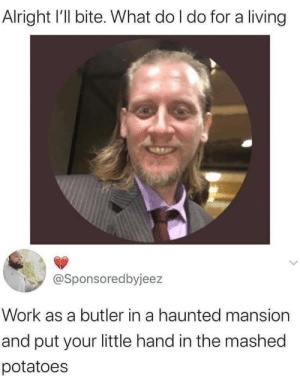 Alright I'll bite. What do I do for a living
💔
@Sponsoredbyjeez
Work as a butler in a haunted mansion
and put your little hand in the mashed
potatoes